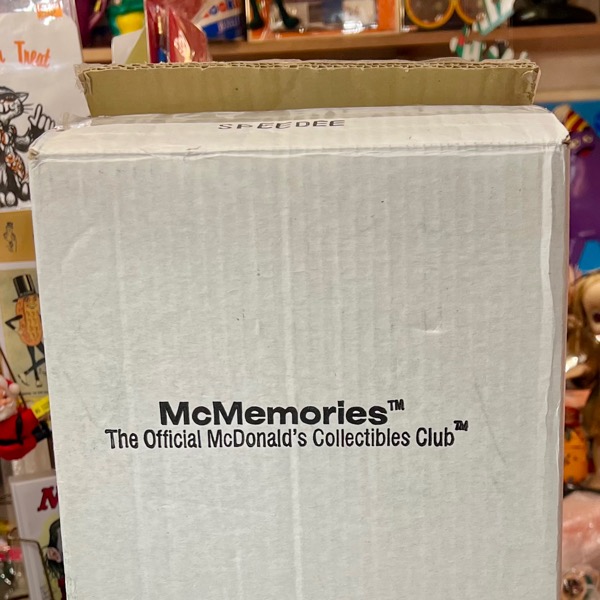 Treat
SPEEDEE
McMemories™
The Official McDonald's Collectibles Club™
M